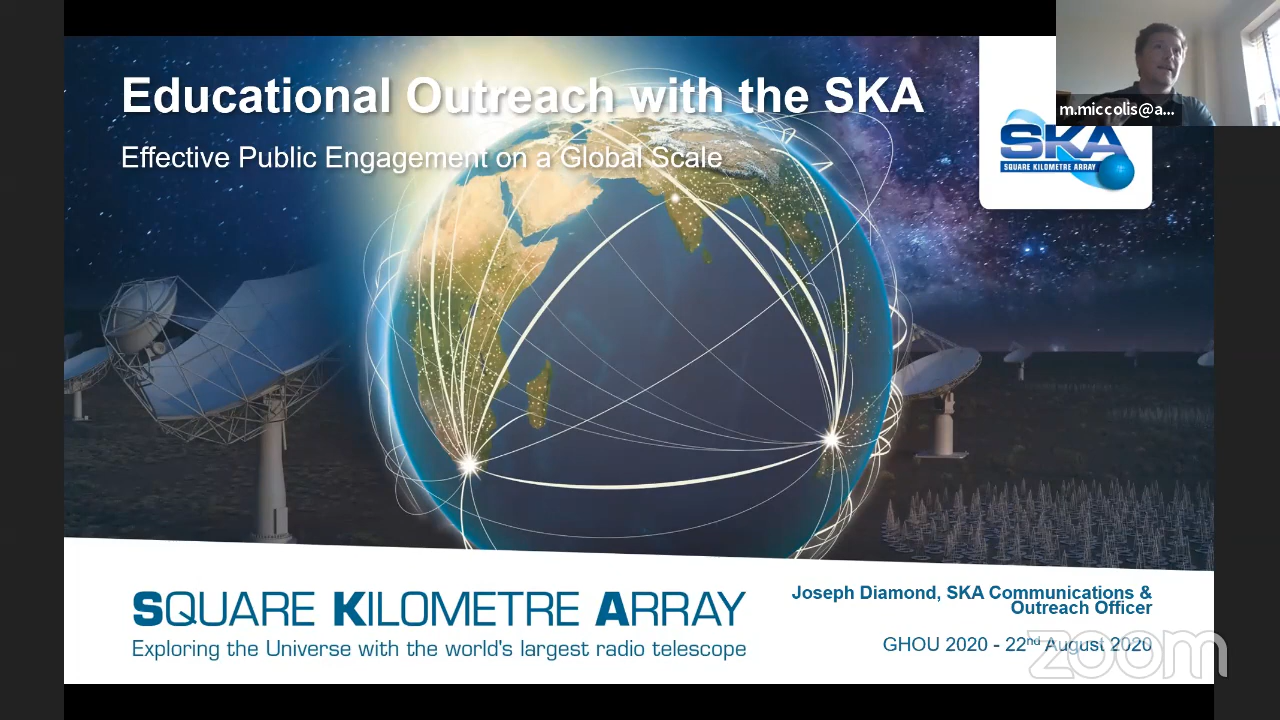 Educational Outreach with the SKA
Effective Public Engagement on a Global Scale
m.miccolis@a...
SKA
SQUARE KILOMETRE ARRAY
SQUARE KILOMETRE ARRAY
Exploring the Universe with the world's largest radio telescope
Joseph Diamond, SKA Communications &
Outreach Officer
GHOU 2020 - 22nd August 2020
zoom